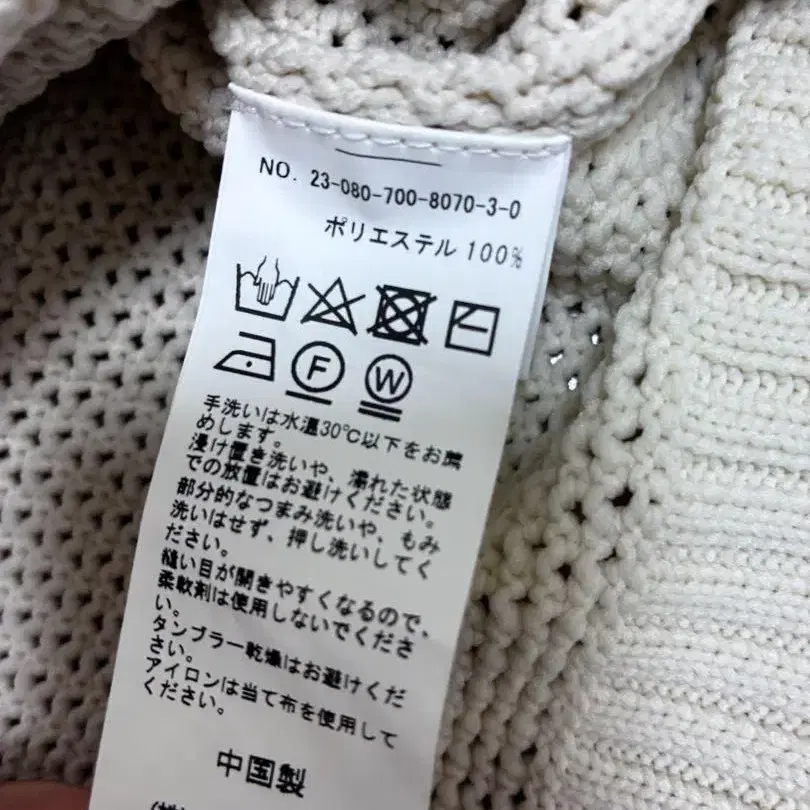 NO. 23-080-700-8070-3-0
ポリエステル 100%
F W
手洗いは水温30℃以下をお薦
めします。
浸け置き洗いや、濡れた状態
での放置はお避けください。
部分的なつまみ洗いや、もみ
洗いはせず、押し洗いしてく
ださい。
縫い目が開きやすくなるので、
柔軟剤は使用しないでくださ
い。
タンブラー乾燥はお避けくだ
さい。
アイロンは当て布を使用して
ください。
中国製